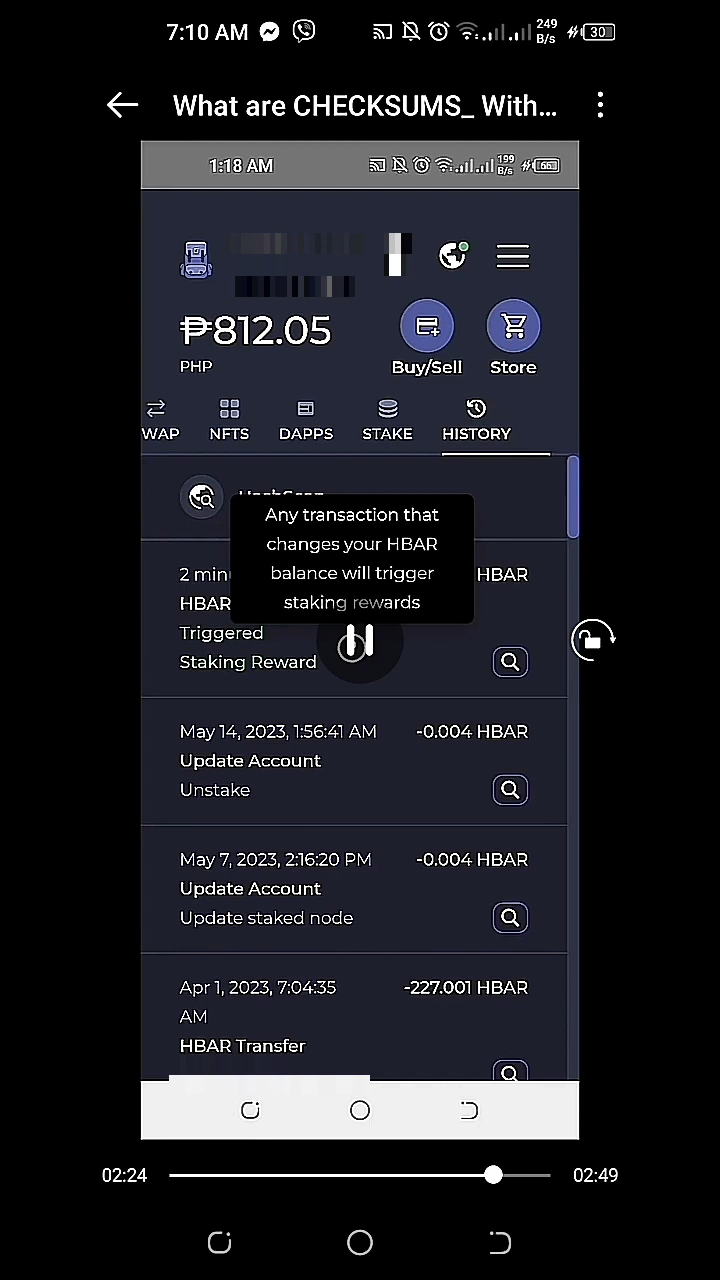 7:10 AM 249 B/s 30
What are CHECKSUMS_ With...
1:18 AM 199 B/s 66
₱812.05
PHP
Buy/Sell Store
WAP NFTS DAPPS STAKE HISTORY
Any transaction that
changes your HBAR
balance will trigger
staking rewards
2 min HBAR
HBAR
Triggered
Staking Reward
May 14, 2023, 1:56:41 AM -0.004 HBAR
Update Account
Unstake
May 7, 2023, 2:16:20 PM -0.004 HBAR
Update Account
Update staked node
Apr 1, 2023, 7:04:35 -227.001 HBAR
AM
HBAR Transfer
02:24 02:49